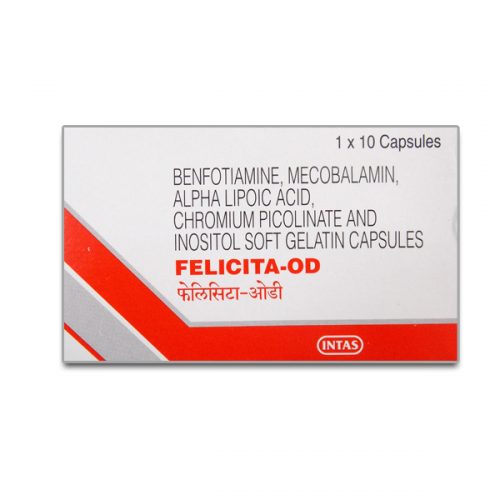 1 x 10 Capsules
BENFOTIAMINE, MECOBALAMIN,
ALPHA LIPOIC ACID,
CHROMIUM PICOLINATE AND
INOSITOL SOFT GELATIN CAPSULES
FELICITA-OD
फेलिसिटा-ओडी
INTAS